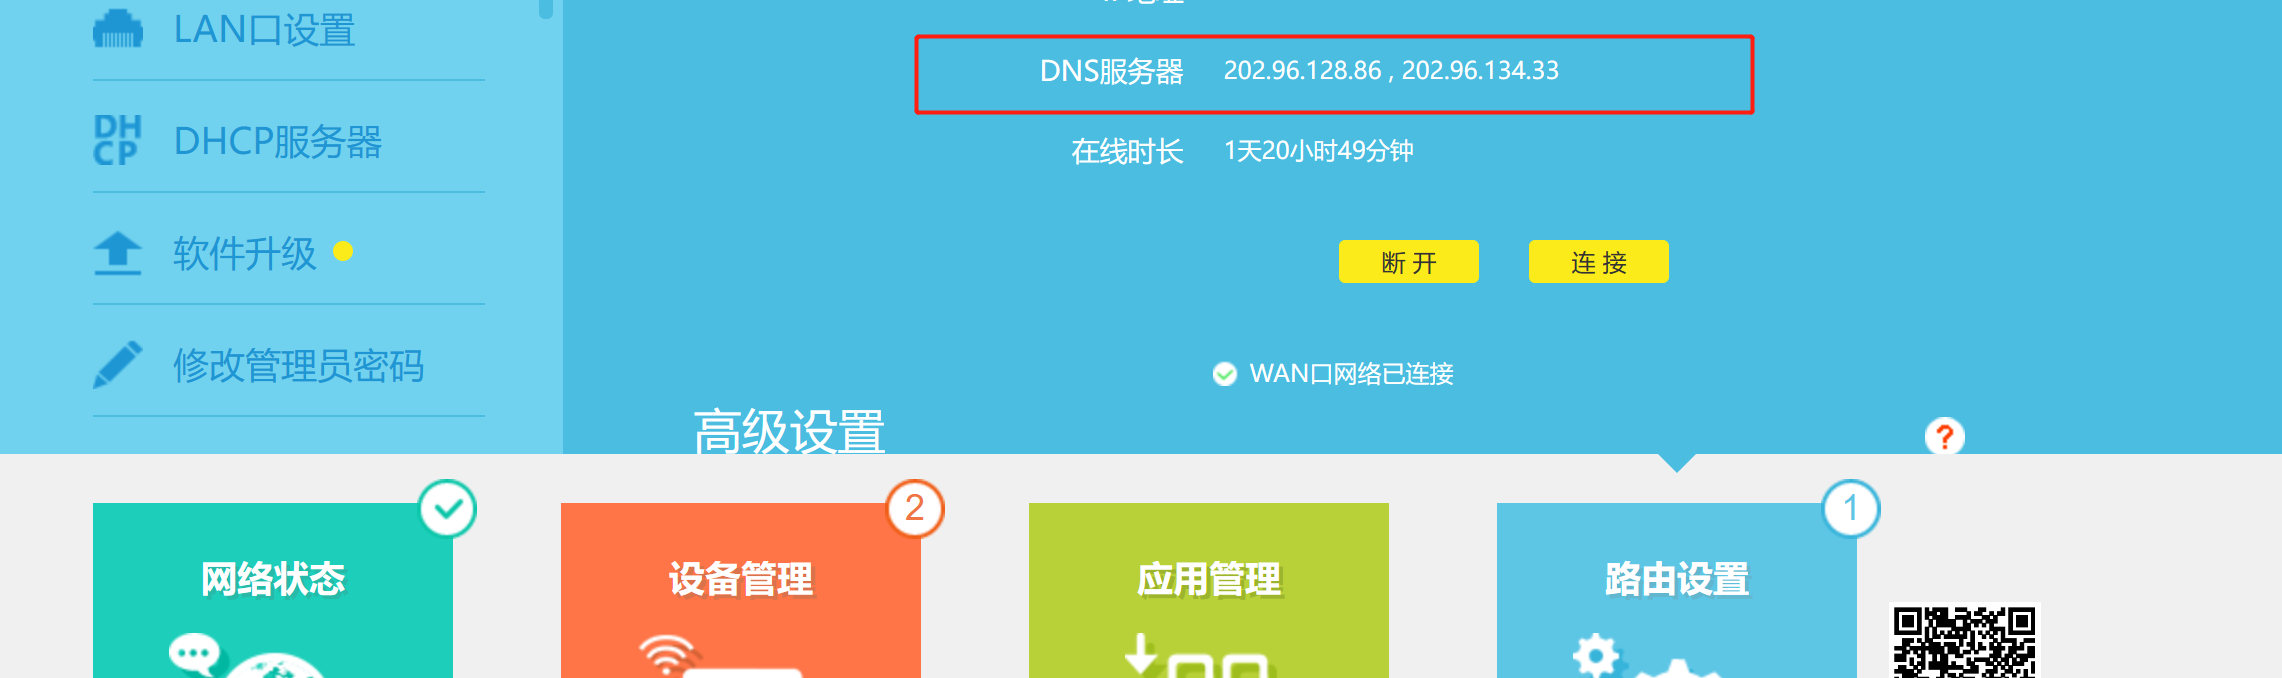 LAN口设置
DHCP服务器
软件升级
修改管理员密码
DNS服务器 202.96.128.86 , 202.96.134.33
在线时长 1天20小时49分钟
断 开 连 接
WAN口网络已连接
高级设置
?
2
1
网络状态 设备管理 应用管理 路由设置